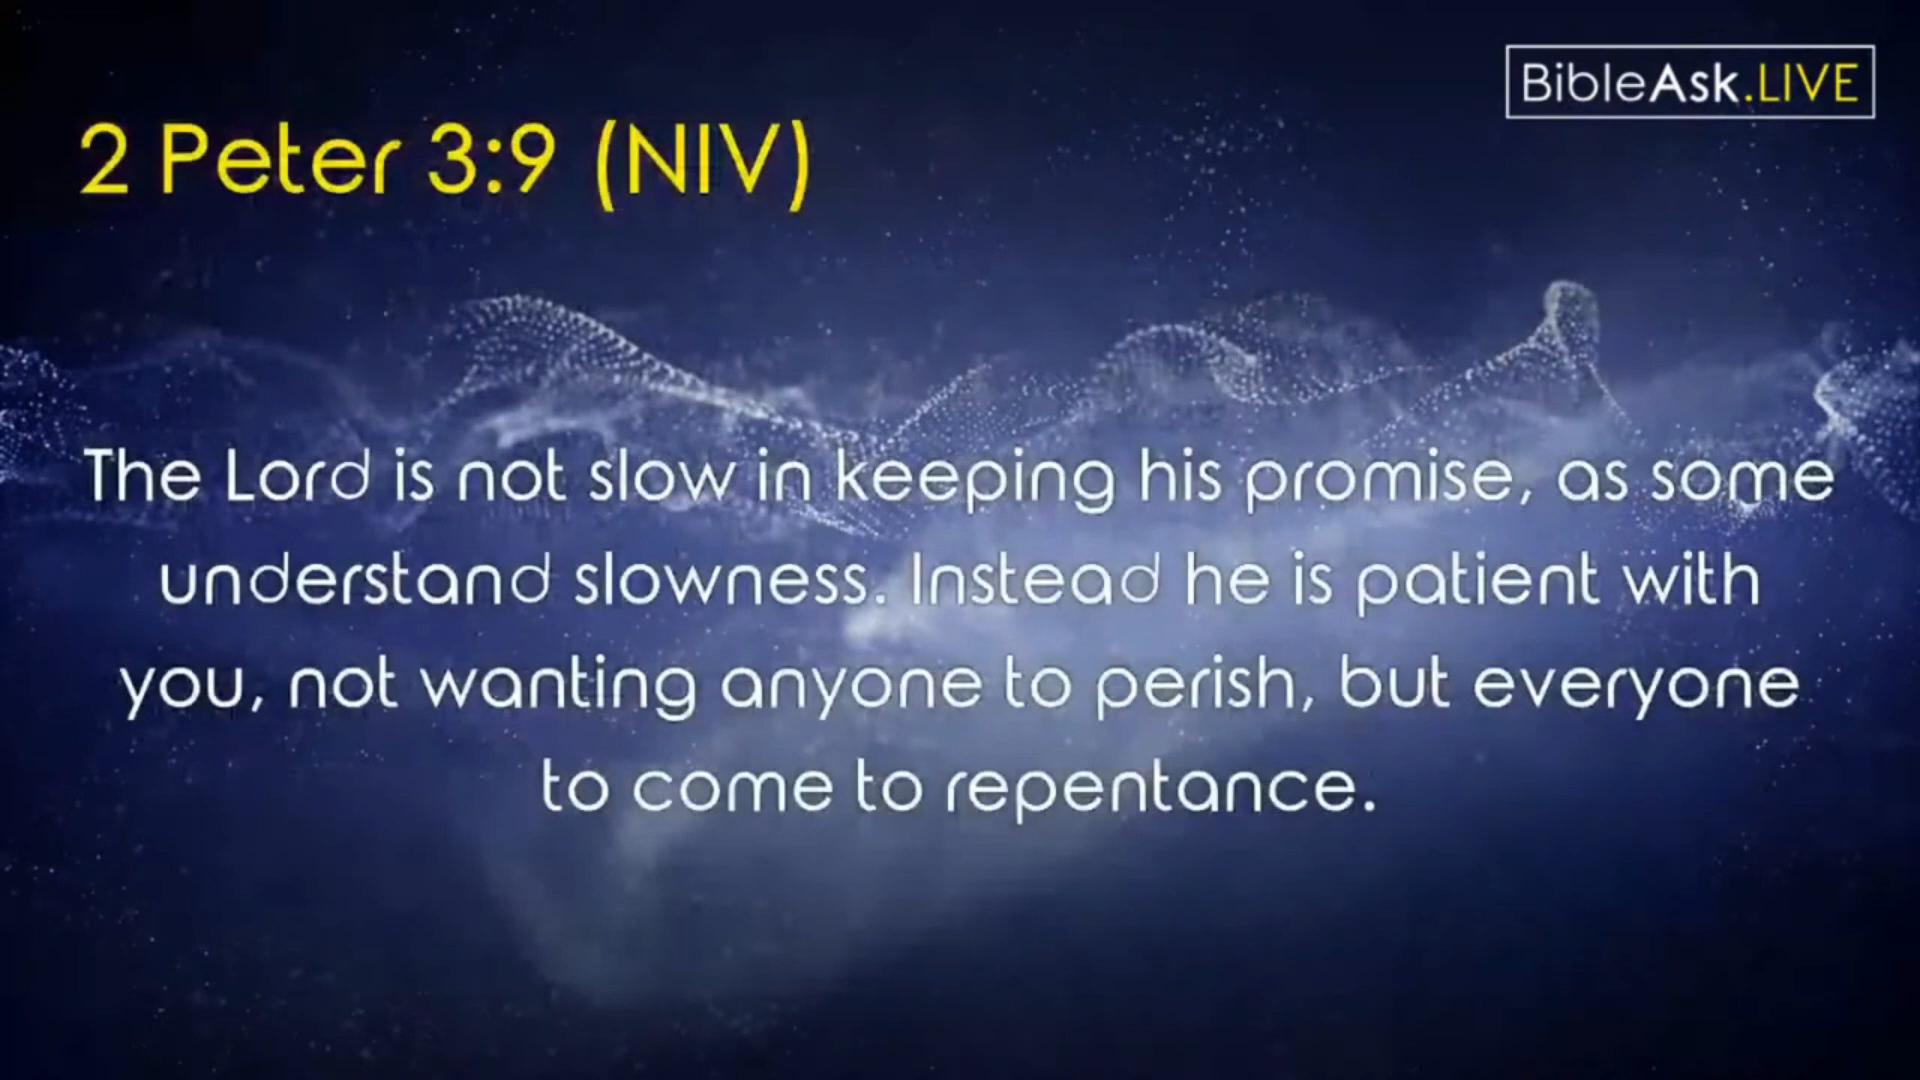 BibleAsk.LIVE
2 Peter 3:9 (NIV)
The Lord is not slow in keeping his promise, as some
understand slowness. Instead he is patient with
you, not wanting anyone to perish, but everyone
to come to repentance.